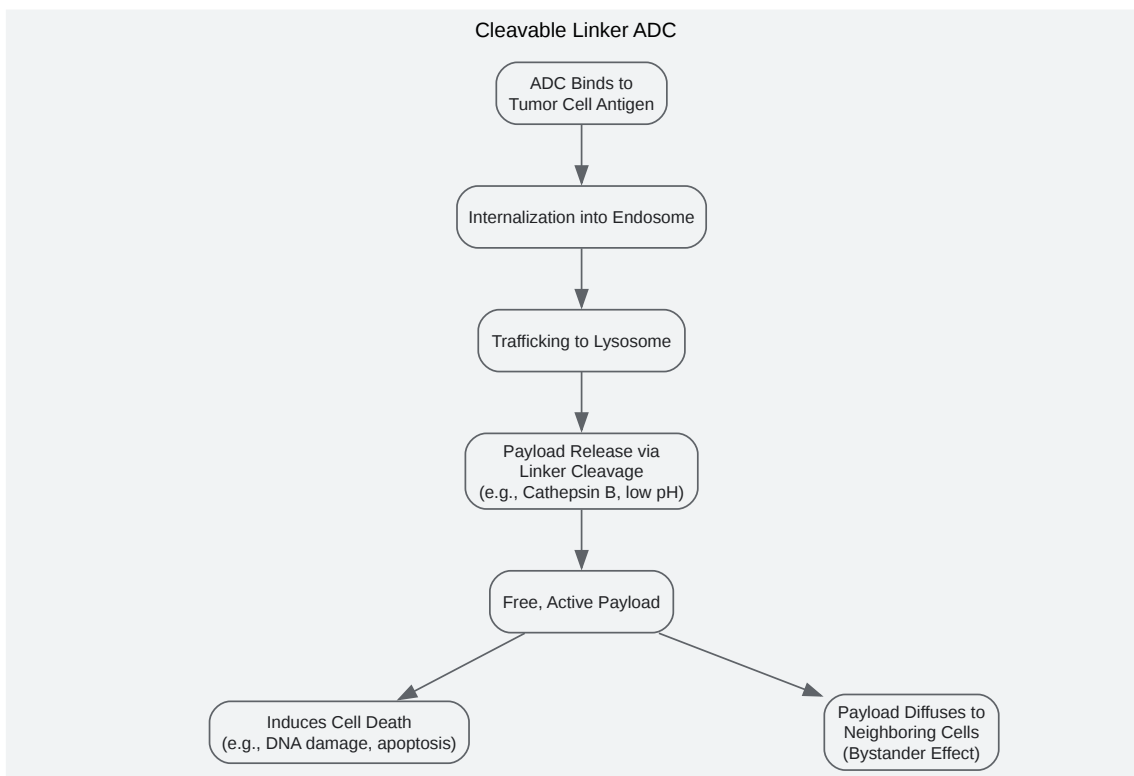 Cleavable Linker ADC
ADC Binds to
Tumor Cell Antigen
Internalization into Endosome
Trafficking to Lysosome
Payload Release via
Linker Cleavage
(e.g., Cathepsin B, low pH)
Free, Active Payload
Induces Cell Death
(e.g., DNA damage, apoptosis)
Payload Diffuses to
Neighboring Cells
(Bystander Effect)